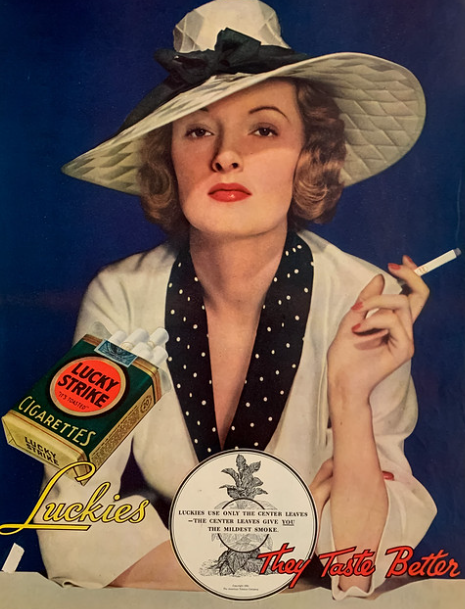 LUCKY
STRIKE
"IT'S TOASTED"
CIGARETTES
LUCKY
STRIKE
Luckies
LUCKIES USE ONLY THE CENTER LEAVES
—THE CENTER LEAVES GIVE YOU
THE MILDEST SMOKE.
They Taste Better